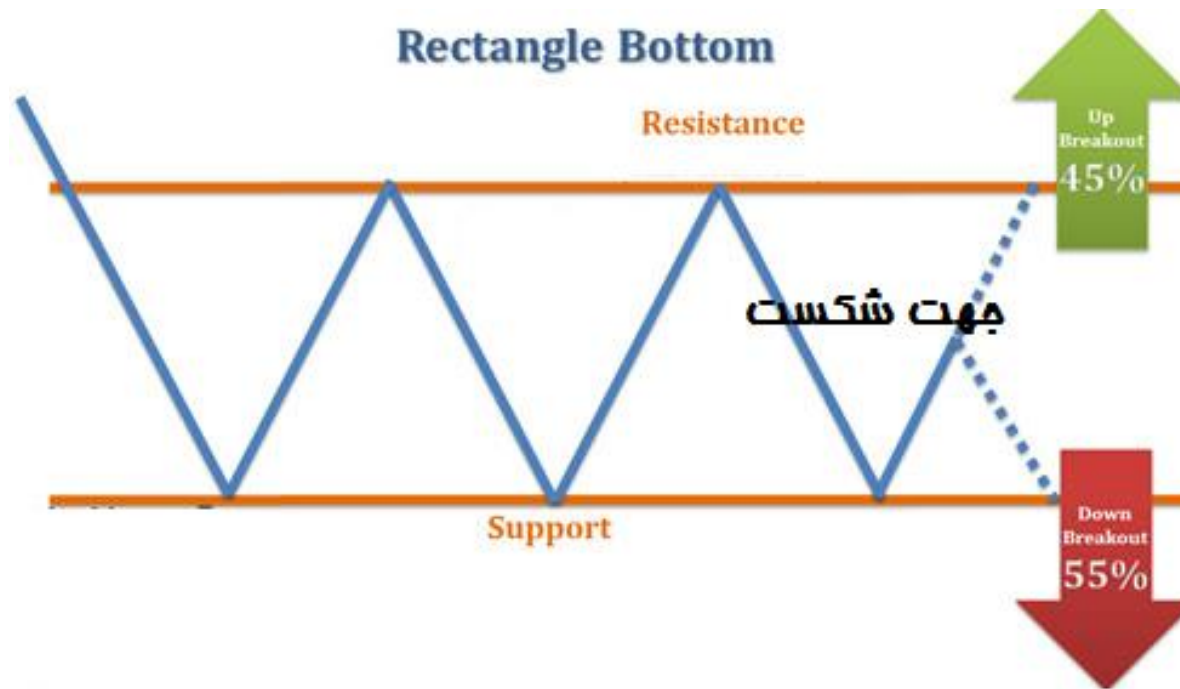 Rectangle Bottom
Resistance
Up
Breakout
45%
جهت شکست
Support
Down
Breakout
55%